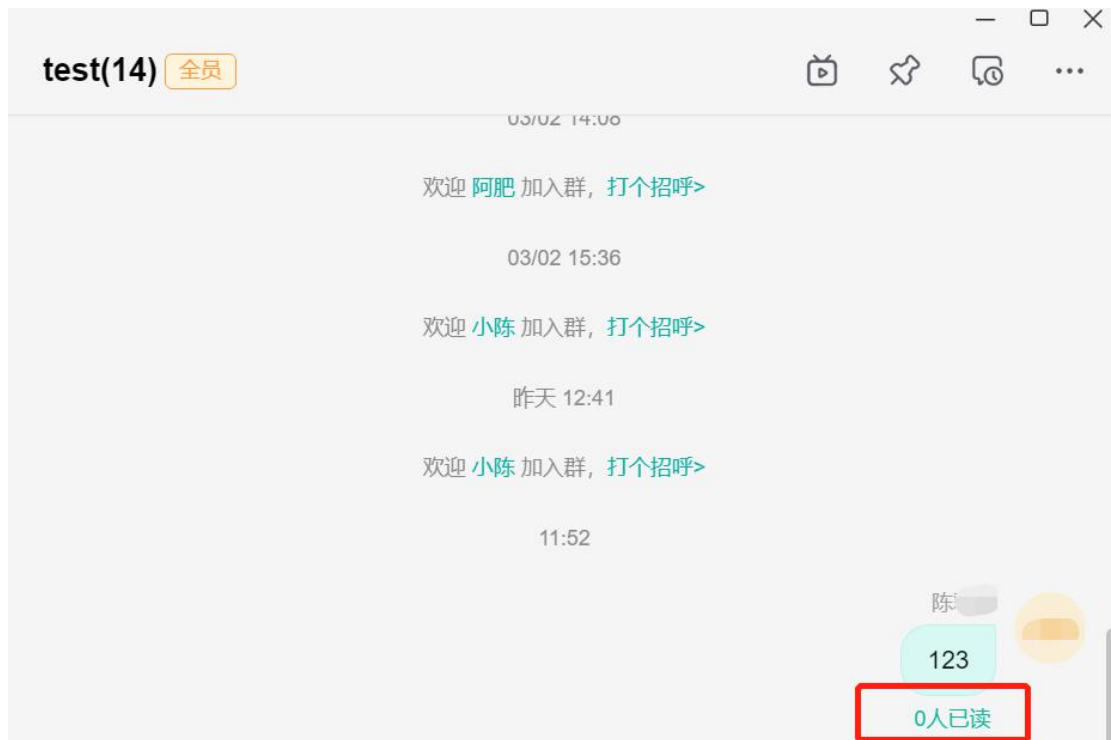 test(14) 全员
03/02 14:08
欢迎 阿肥 加入群，打个招呼>
03/02 15:36
欢迎 小陈 加入群，打个招呼>
昨天 12:41
欢迎 小陈 加入群，打个招呼>
11:52
陈
123
0人已读